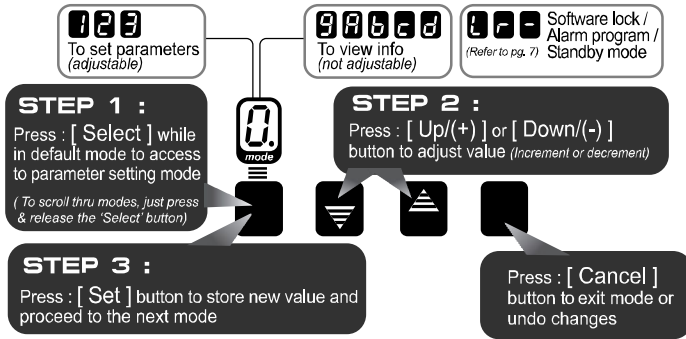 1 2 3
To set parameters
(adjustable)
9 A b c d
To view info
(not adjustable)
L r -
(Refer to pg. 7)
Software lock /
Alarm program /
Standby mode
0.
mode
STEP 1 :
Press : [ Select ] while
in default mode to access
to parameter setting mode
( To scroll thru modes, just press
& release the 'Select' button)
STEP 2 :
Press : [ Up/(+) ] or [ Down/(-) ]
button to adjust value (Increment or decrement)
STEP 3 :
Press : [ Set ] button to store new value and
proceed to the next mode
Press : [ Cancel ]
button to exit mode or
undo changes